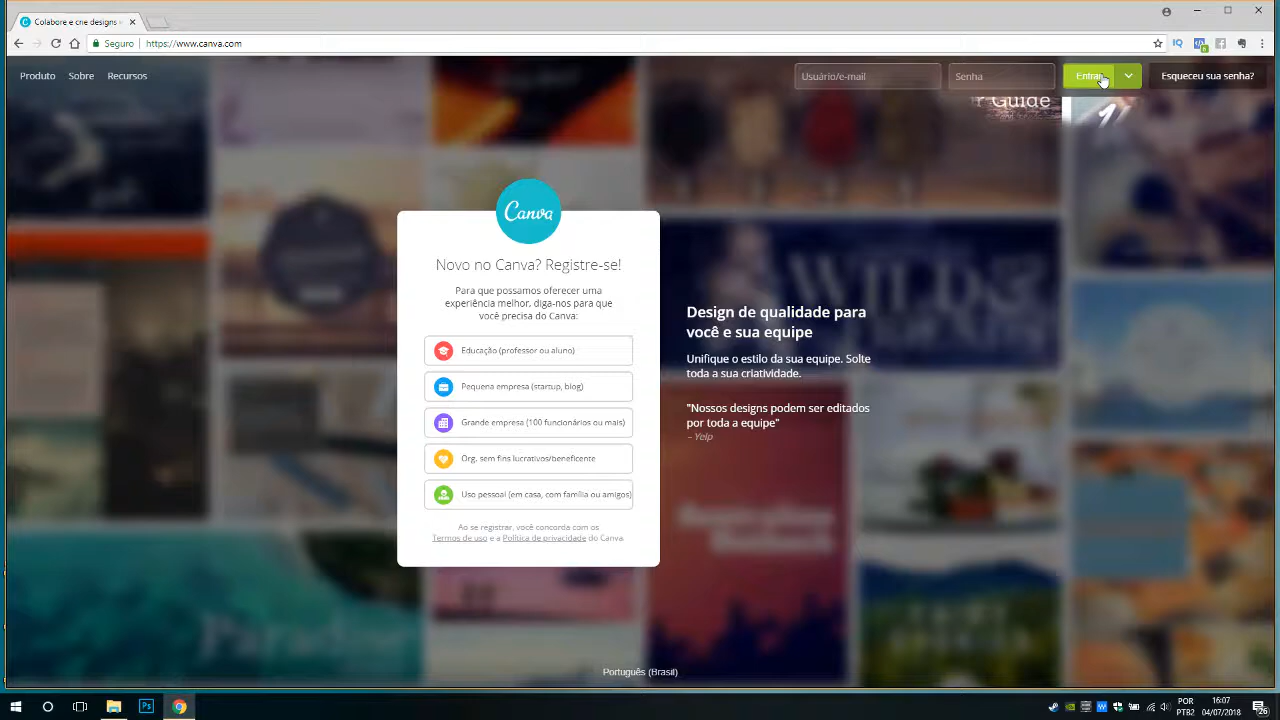 Colabore e crie designs
Seguro
https://www.canva.com
Produto
Sobre
Recursos
Usuário/e-mail
Senha
Entrar
Esqueceu sua senha?
Guide
Canva
Novo no Canva? Registre-se!
Para que possamos oferecer uma
experiência melhor, diga-nos para que
você precisa do Canva:
Educação (professor ou aluno)
Pequena empresa (startup, blog)
Grande empresa (100 funcionários ou mais)
Org. sem fins lucrativos/beneficente
Uso pessoal (em casa, com família ou amigos)
Ao se registrar, você concorda com os
Termos de uso e a Política de privacidade do Canva.
Design de qualidade para
você e sua equipe
Unifique o estilo da sua equipe. Solte
toda a sua criatividade.
"Nossos designs podem ser editados
por toda a equipe"
– Yelp
Português (Brasil)
Ps
POR
PTB2
16:07
04/07/2018
26